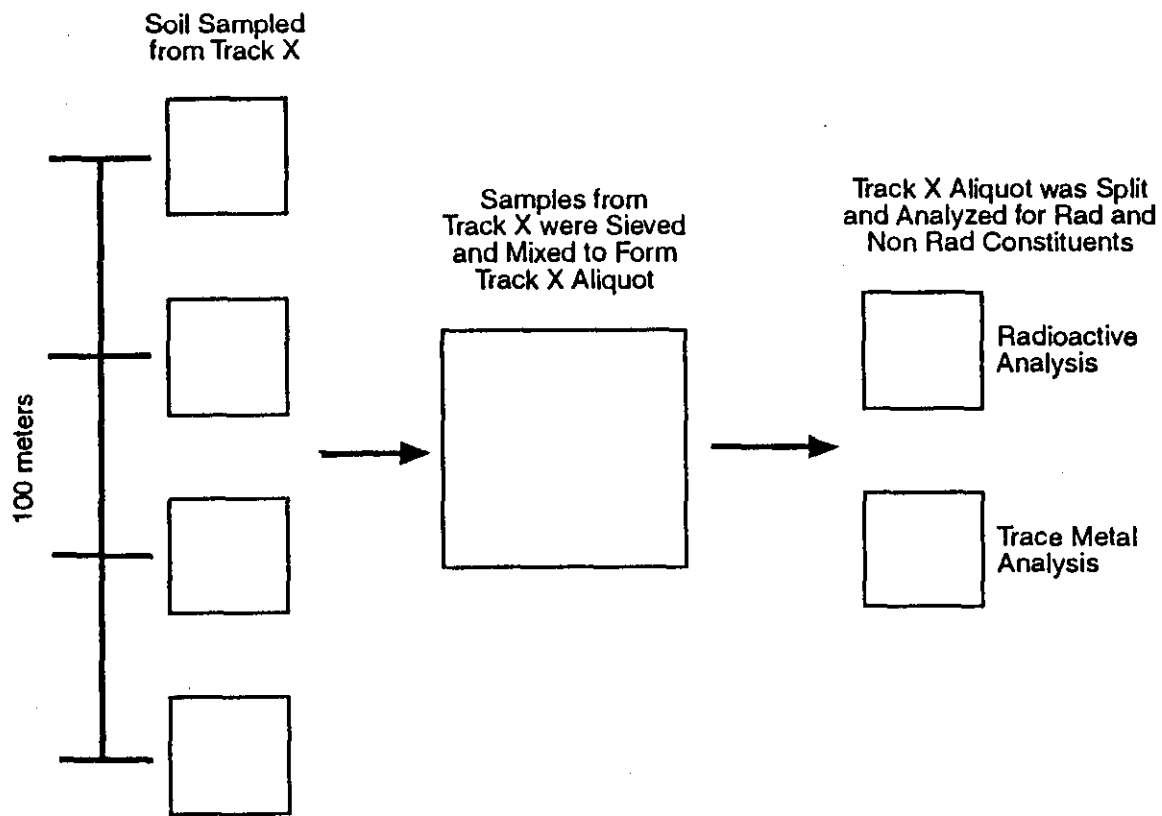 Soil Sampled
from Track X
100 meters
Samples from
Track X were Sieved
and Mixed to Form
Track X Aliquot
Track X Aliquot was Split
and Analyzed for Rad and
Non Rad Constituents
Radioactive
Analysis
Trace Metal
Analysis